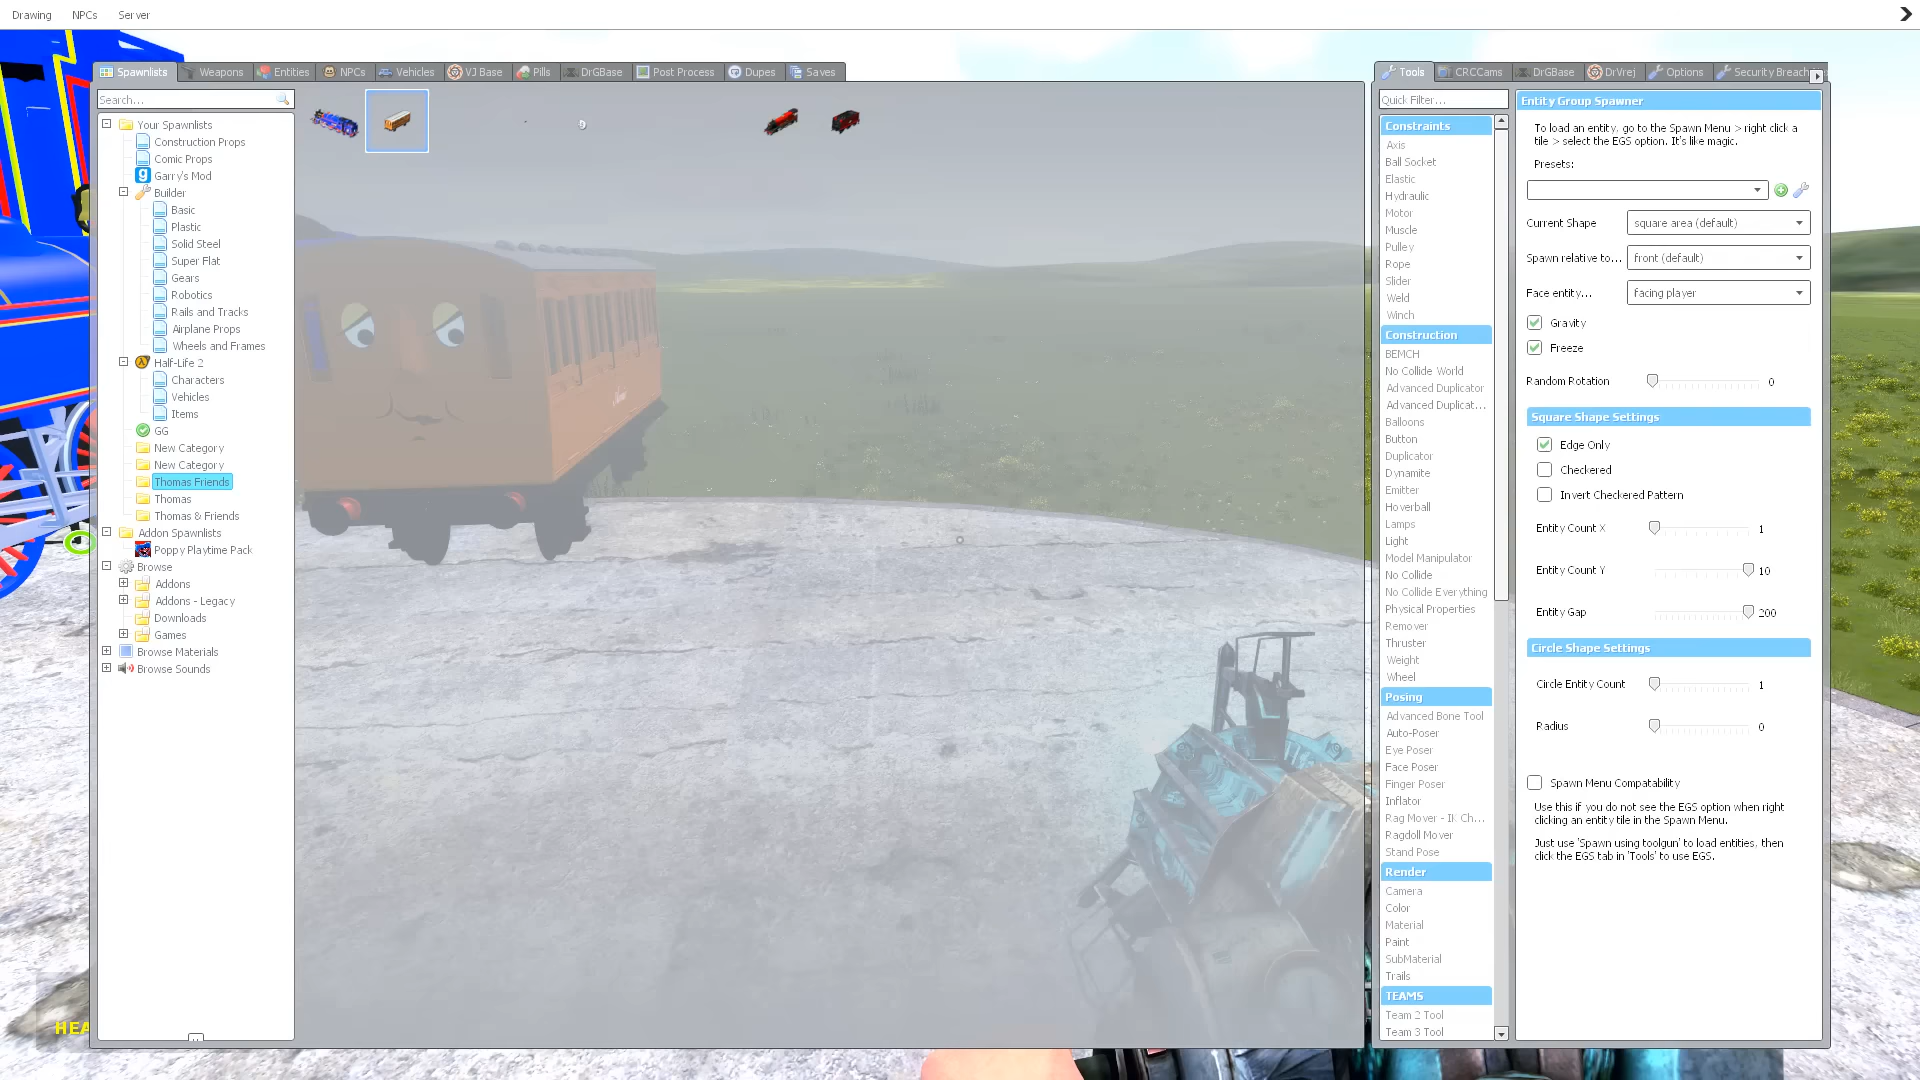 Drawing NPCs Server
Spawnlists Weapons Entities NPCs Vehicles VJ Base Pills DrGBase Post Process Dupes Saves
Search...
Your Spawnlists
Construction Props
Comic Props
Garry's Mod
Builder
Basic
Plastic
Solid Steel
Super Flat
Gears
Robotics
Rails and Tracks
Airplane Props
Wheels and Frames
Half-Life 2
Characters
Vehicles
Items
GG
New Category
New Category
Thomas Friends
Thomas
Thomas & Friends
Addon Spawnlists
Poppy Playtime Pack
Browse
Addons
Addons - Legacy
Downloads
Games
Browse Materials
Browse Sounds
HEA
Tools CRCCams DrGBase DrVrej Options Security Breach
Quick Filter...
Constraints
Axis
Ball Socket
Elastic
Hydraulic
Motor
Muscle
Pulley
Rope
Slider
Weld
Winch
Construction
BEMCH
No Collide World
Advanced Duplicator
Advanced Duplicat...
Balloons
Button
Duplicator
Dynamite
Emitter
Hoverball
Lamps
Light
Model Manipulator
No Collide
No Collide Everything
Physical Properties
Remover
Thruster
Weight
Wheel
Posing
Advanced Bone Tool
Auto-Poser
Eye Poser
Face Poser
Finger Poser
Inflator
Rag Mover - IK Ch...
Ragdoll Mover
Stand Pose
Render
Camera
Color
Material
Paint
SubMaterial
Trails
TEAMS
Team 2 Tool
Team 3 Tool
Entity Group Spawner
To load an entity, go to the Spawn Menu > right click a
tile > select the EGS option. It's like magic.
Presets:
Current Shape square area (default)
Spawn relative to... front (default)
Face entity... facing player
Gravity
Freeze
Random Rotation 0
Square Shape Settings
Edge Only
Checkered
Invert Checkered Pattern
Entity Count X 1
Entity Count Y 10
Entity Gap 200
Circle Shape Settings
Circle Entity Count 1
Radius 0
Spawn Menu Compatability
Use this if you do not see the EGS option when right
clicking an entity tile in the Spawn Menu.
Just use 'Spawn using toolgun' to load entities, then
click the EGS tab in 'Tools' to use EGS.